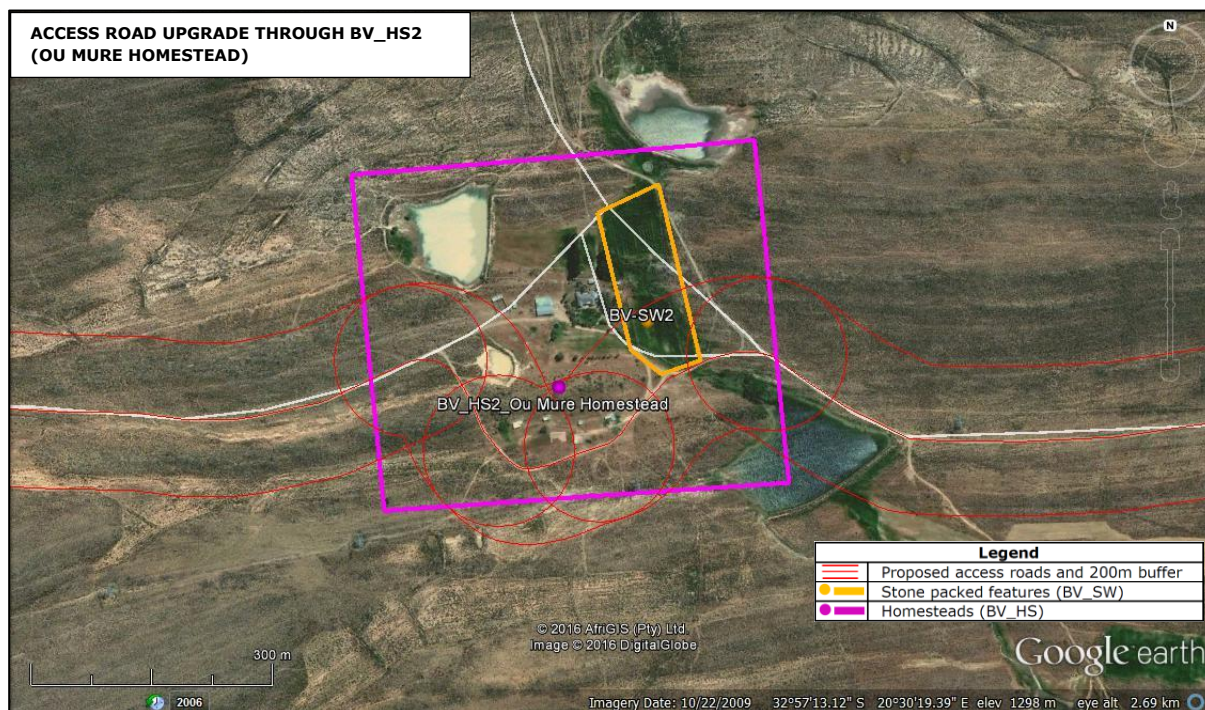 ACCESS ROAD UPGRADE THROUGH BV_HS2
(OU MURE HOMESTEAD)
N
BV-SW2
BV_HS2_Ou Mure Homestead
Legend
Proposed access roads and 200m buffer
Stone packed features (BV_SW)
Homesteads (BV_HS)
© 2016 AfriGIS (Pty) Ltd.
Image © 2016 DigitalGlobe
Google earth
300 m
2006
Imagery Date: 10/22/2009 32°57'13.12" S 20°30'19.39" E elev 1298 m eye alt 2.69 km